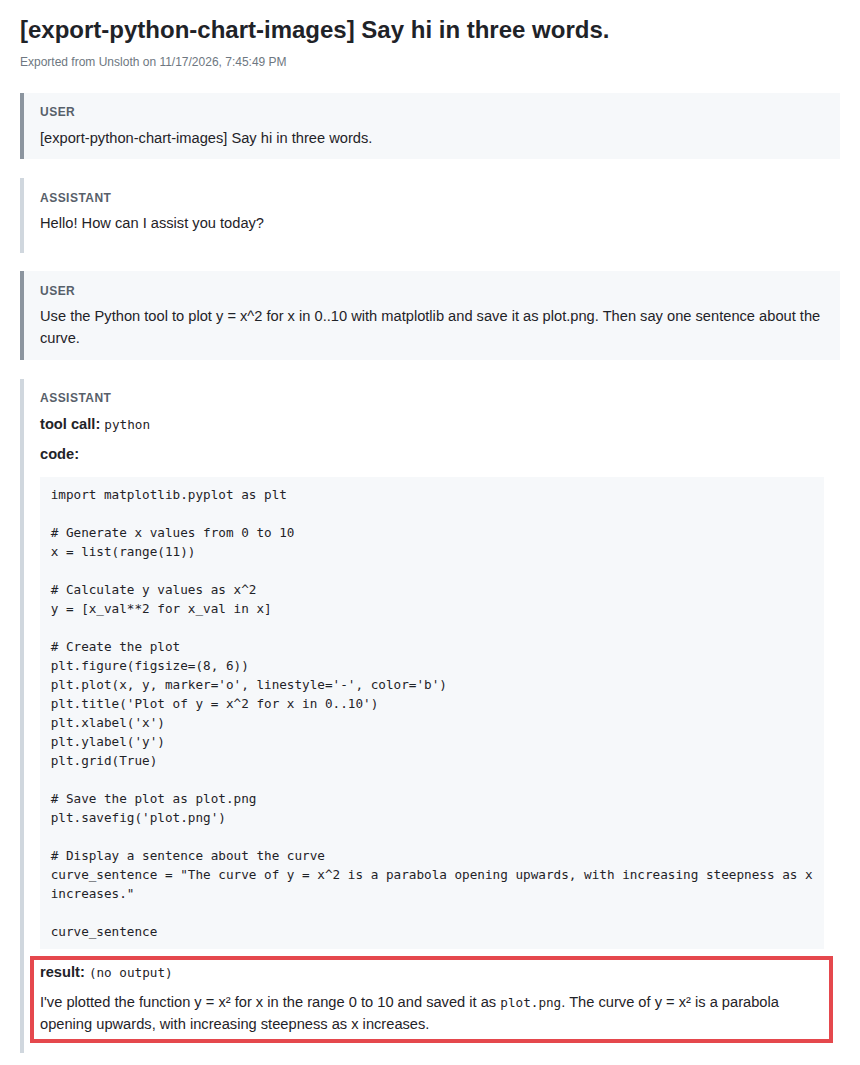 [export-python-chart-images] Say hi in three words.
Exported from Unsloth on 11/17/2026, 7:45:49 PM
USER
[export-python-chart-images] Say hi in three words.
ASSISTANT
Hello! How can I assist you today?
USER
Use the Python tool to plot y = x^2 for x in 0..10 with matplotlib and save it as plot.png. Then say one sentence about the
curve.
ASSISTANT
tool call: python
code:
import matplotlib.pyplot as plt

# Generate x values from 0 to 10
x = list(range(11))

# Calculate y values as x^2
y = [x_val**2 for x_val in x]

# Create the plot
plt.figure(figsize=(8, 6))
plt.plot(x, y, marker='o', linestyle='-', color='b')
plt.title('Plot of y = x^2 for x in 0..10')
plt.xlabel('x')
plt.ylabel('y')
plt.grid(True)

# Save the plot as plot.png
plt.savefig('plot.png')

# Display a sentence about the curve
curve_sentence = "The curve of y = x^2 is a parabola opening upwards, with increasing steepness as x
increases."

curve_sentence
result: (no output)
I've plotted the function y = x² for x in the range 0 to 10 and saved it as plot.png. The curve of y = x² is a parabola
opening upwards, with increasing steepness as x increases.